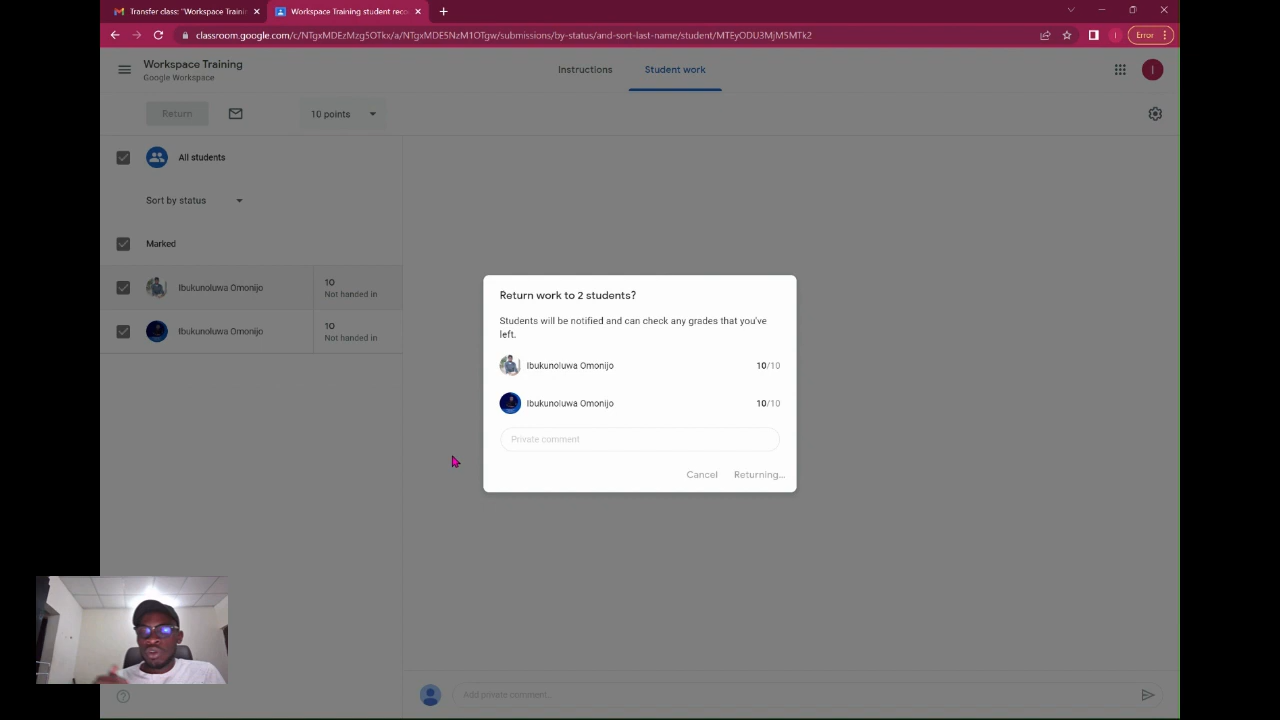 Transfer class: "Workspace Trainin
Workspace Training student reco
classroom.google.com/c/NTgxMDEzMzg5OTkx/a/NTgxMDE5NzM1OTgw/submissions/by-status/and-sort-last-name/student/MTEyODU3MjM5MTk2
I
Error
Workspace Training
Google Workspace
Instructions
Student work
I
Return
10 points
All students
Sort by status
Marked
Ibukunoluwa Omonijo
10
Not handed in
Ibukunoluwa Omonijo
10
Not handed in
Return work to 2 students?
Students will be notified and can check any grades that you've
left.
Ibukunoluwa Omonijo
10/10
Ibukunoluwa Omonijo
10/10
Private comment
Cancel
Returning...
Add private comment...